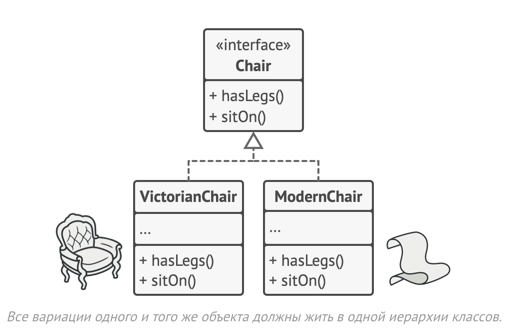 «interface»
Chair
+ hasLegs()
+ sitOn()
VictorianChair
...
+ hasLegs()
+ sitOn()
ModernChair
...
+ hasLegs()
+ sitOn()
Все вариации одного и того же объекта должны жить в одной иерархии классов.